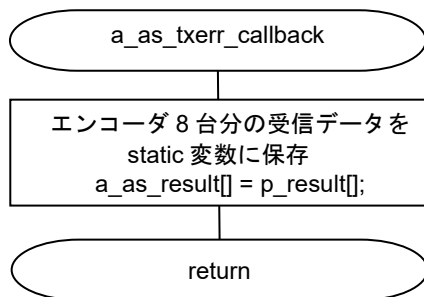 a_as_txerr_callback
エンコーダ 8 台分の受信データを
static 変数に保存
a_as_result[] = p_result[];
return